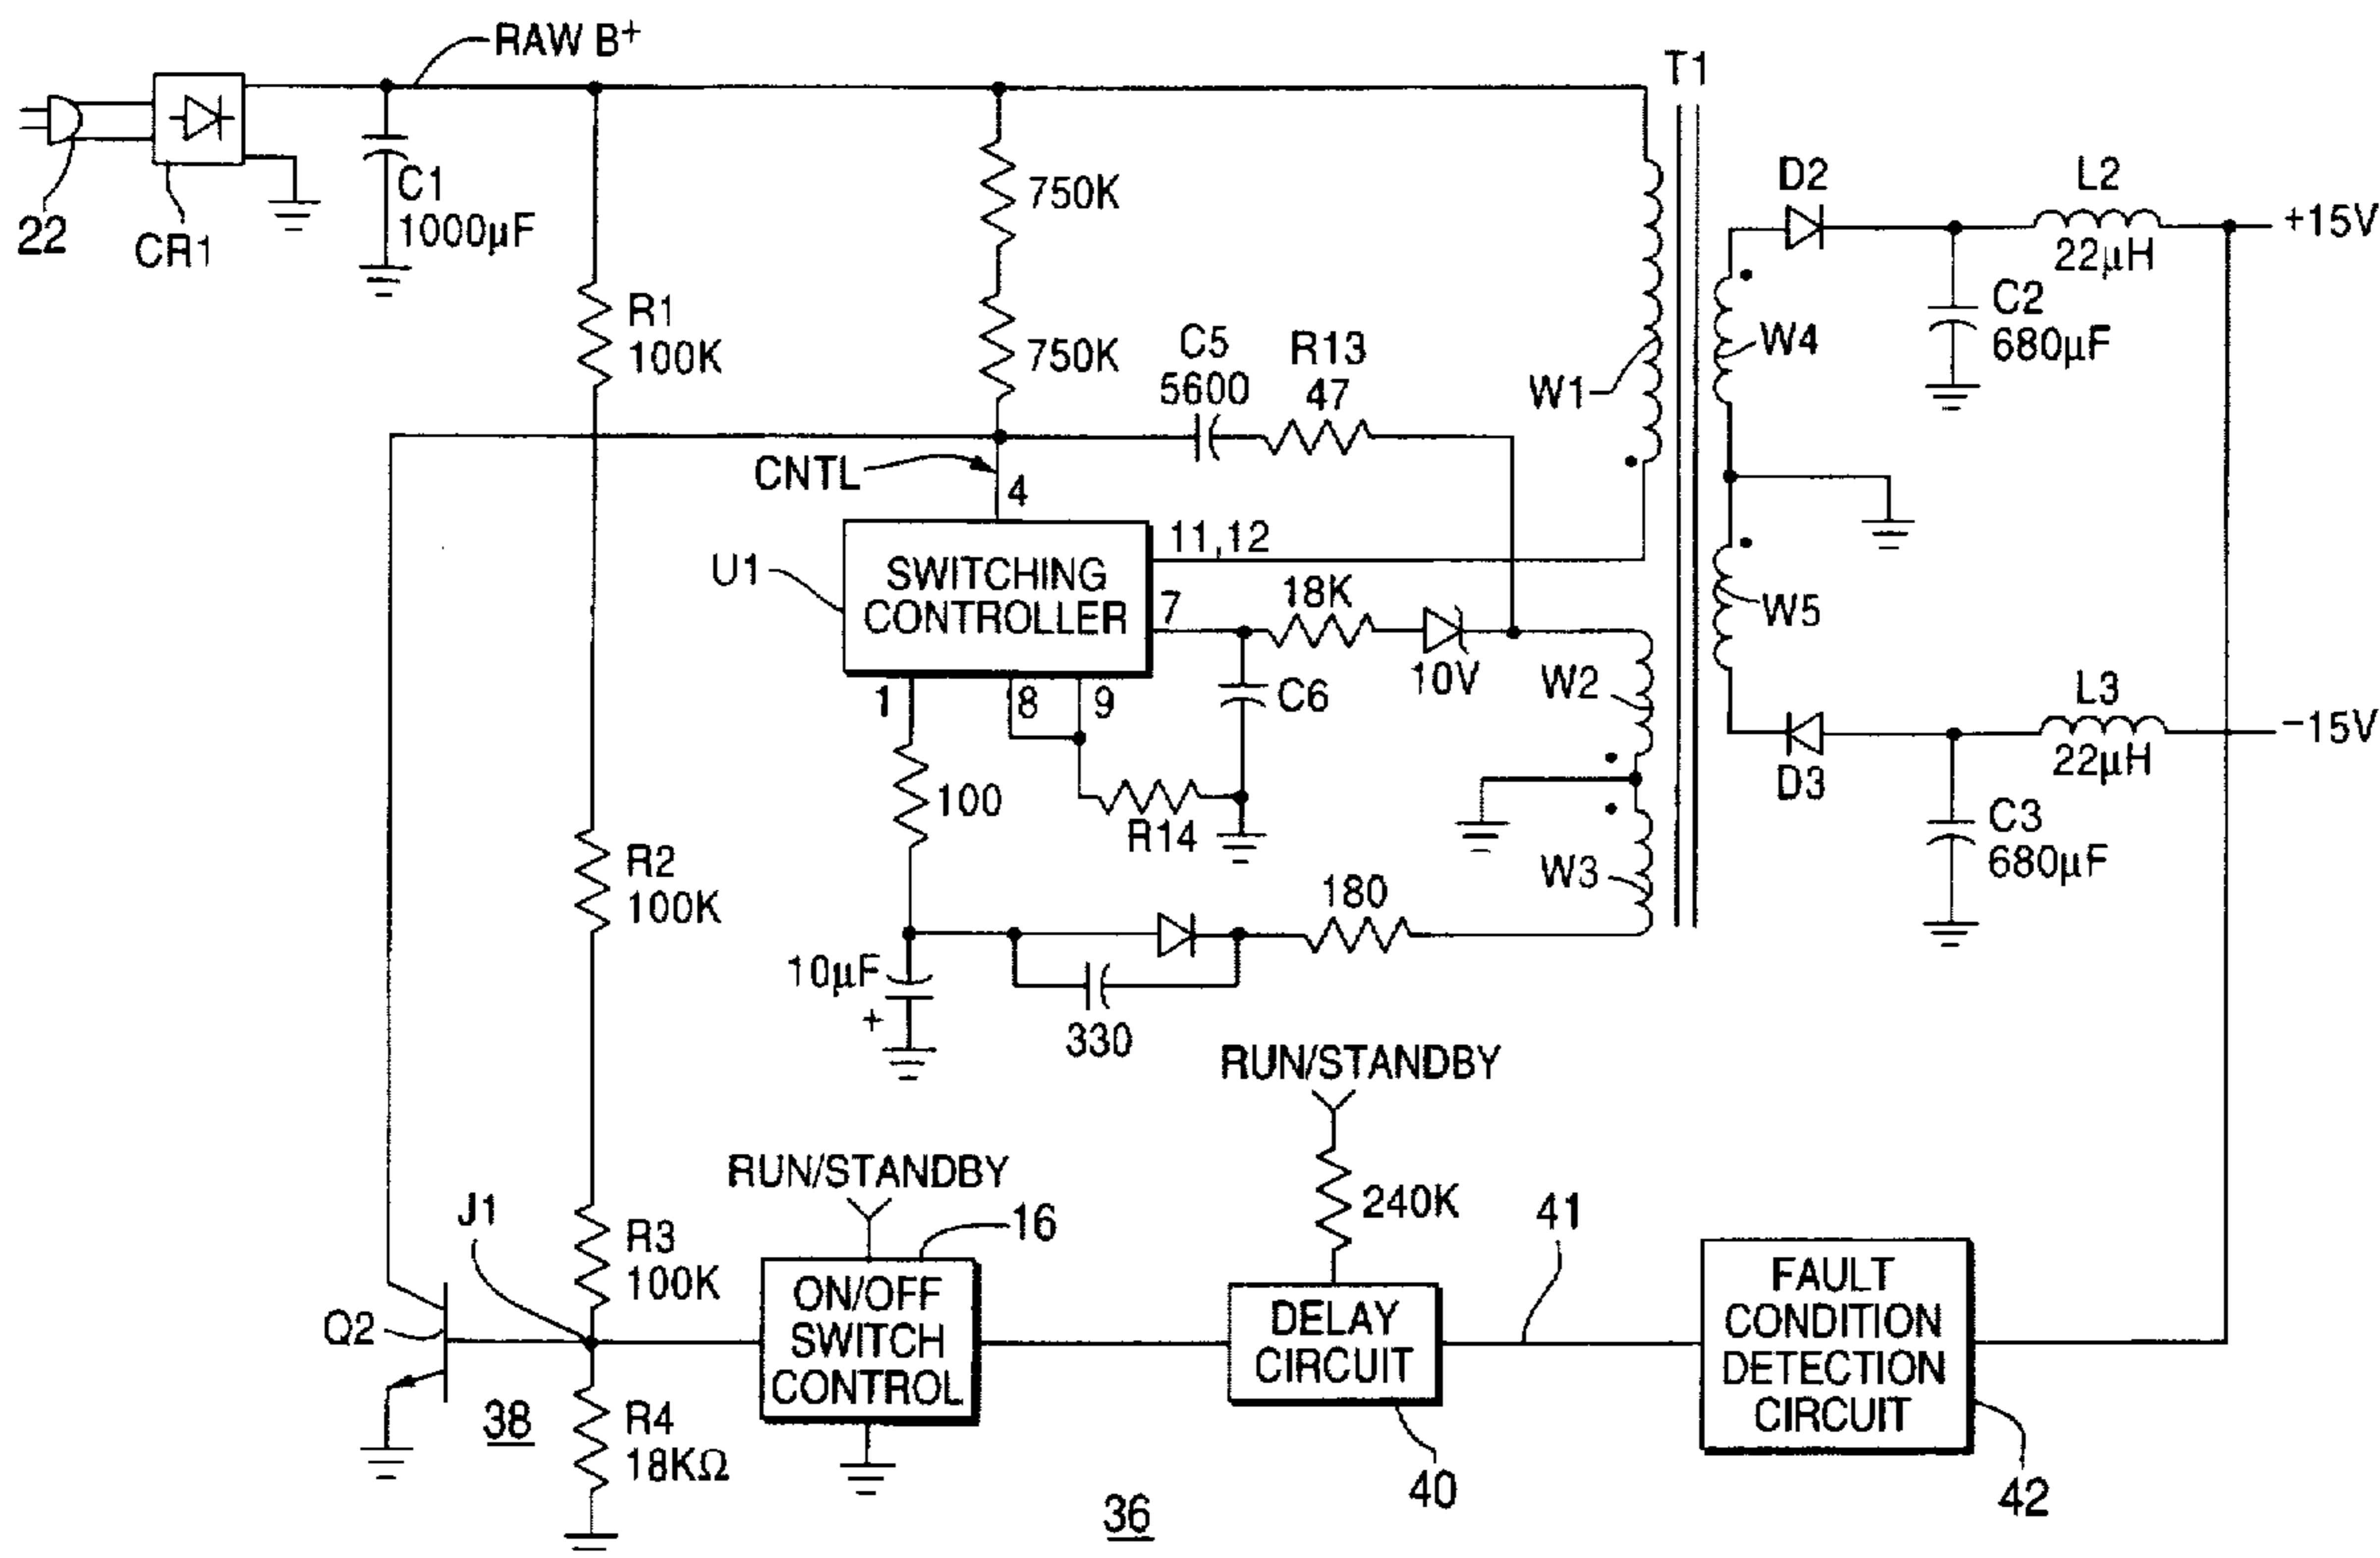 RAW B+
T1
22
CR1
C1
1000µF
R1
100K
750K
750K
C5
5600
R13
47
W1
D2
L2
22µH
+15V
C2
680µF
W4
CNTL
4
U1
SWITCHING
CONTROLLER
11,12
7
18K
10V
W2
W5
1
8
9
C6
100
R14
W3
L3
22µH
-15V
D3
C3
680µF
R2
100K
180
10µF
+
330
RUN/STANDBY
240K
RUN/STANDBY
16
41
J1
R3
100K
Q2
ON/OFF
SWITCH
CONTROL
DELAY
CIRCUIT
FAULT
CONDITION
DETECTION
CIRCUIT
38
R4
18KΩ
40
42
36